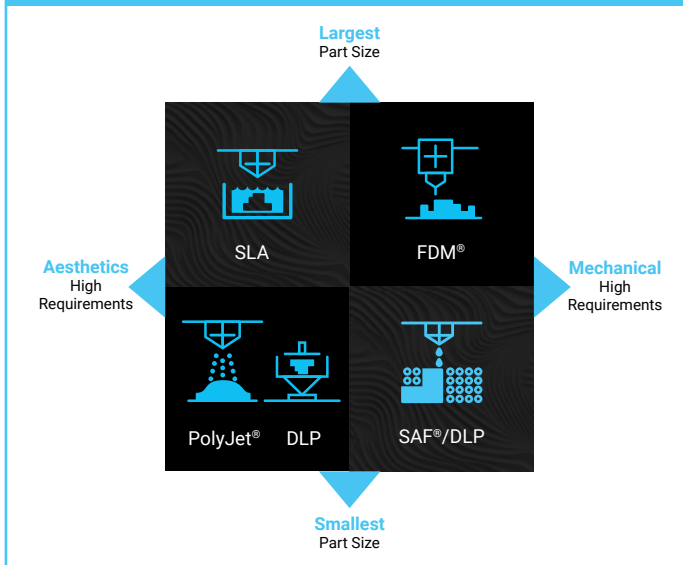 Largest
Part Size
SLA
FDM®
Aesthetics
High
Requirements
Mechanical
High
Requirements
PolyJet® DLP
SAF®/DLP
Smallest
Part Size